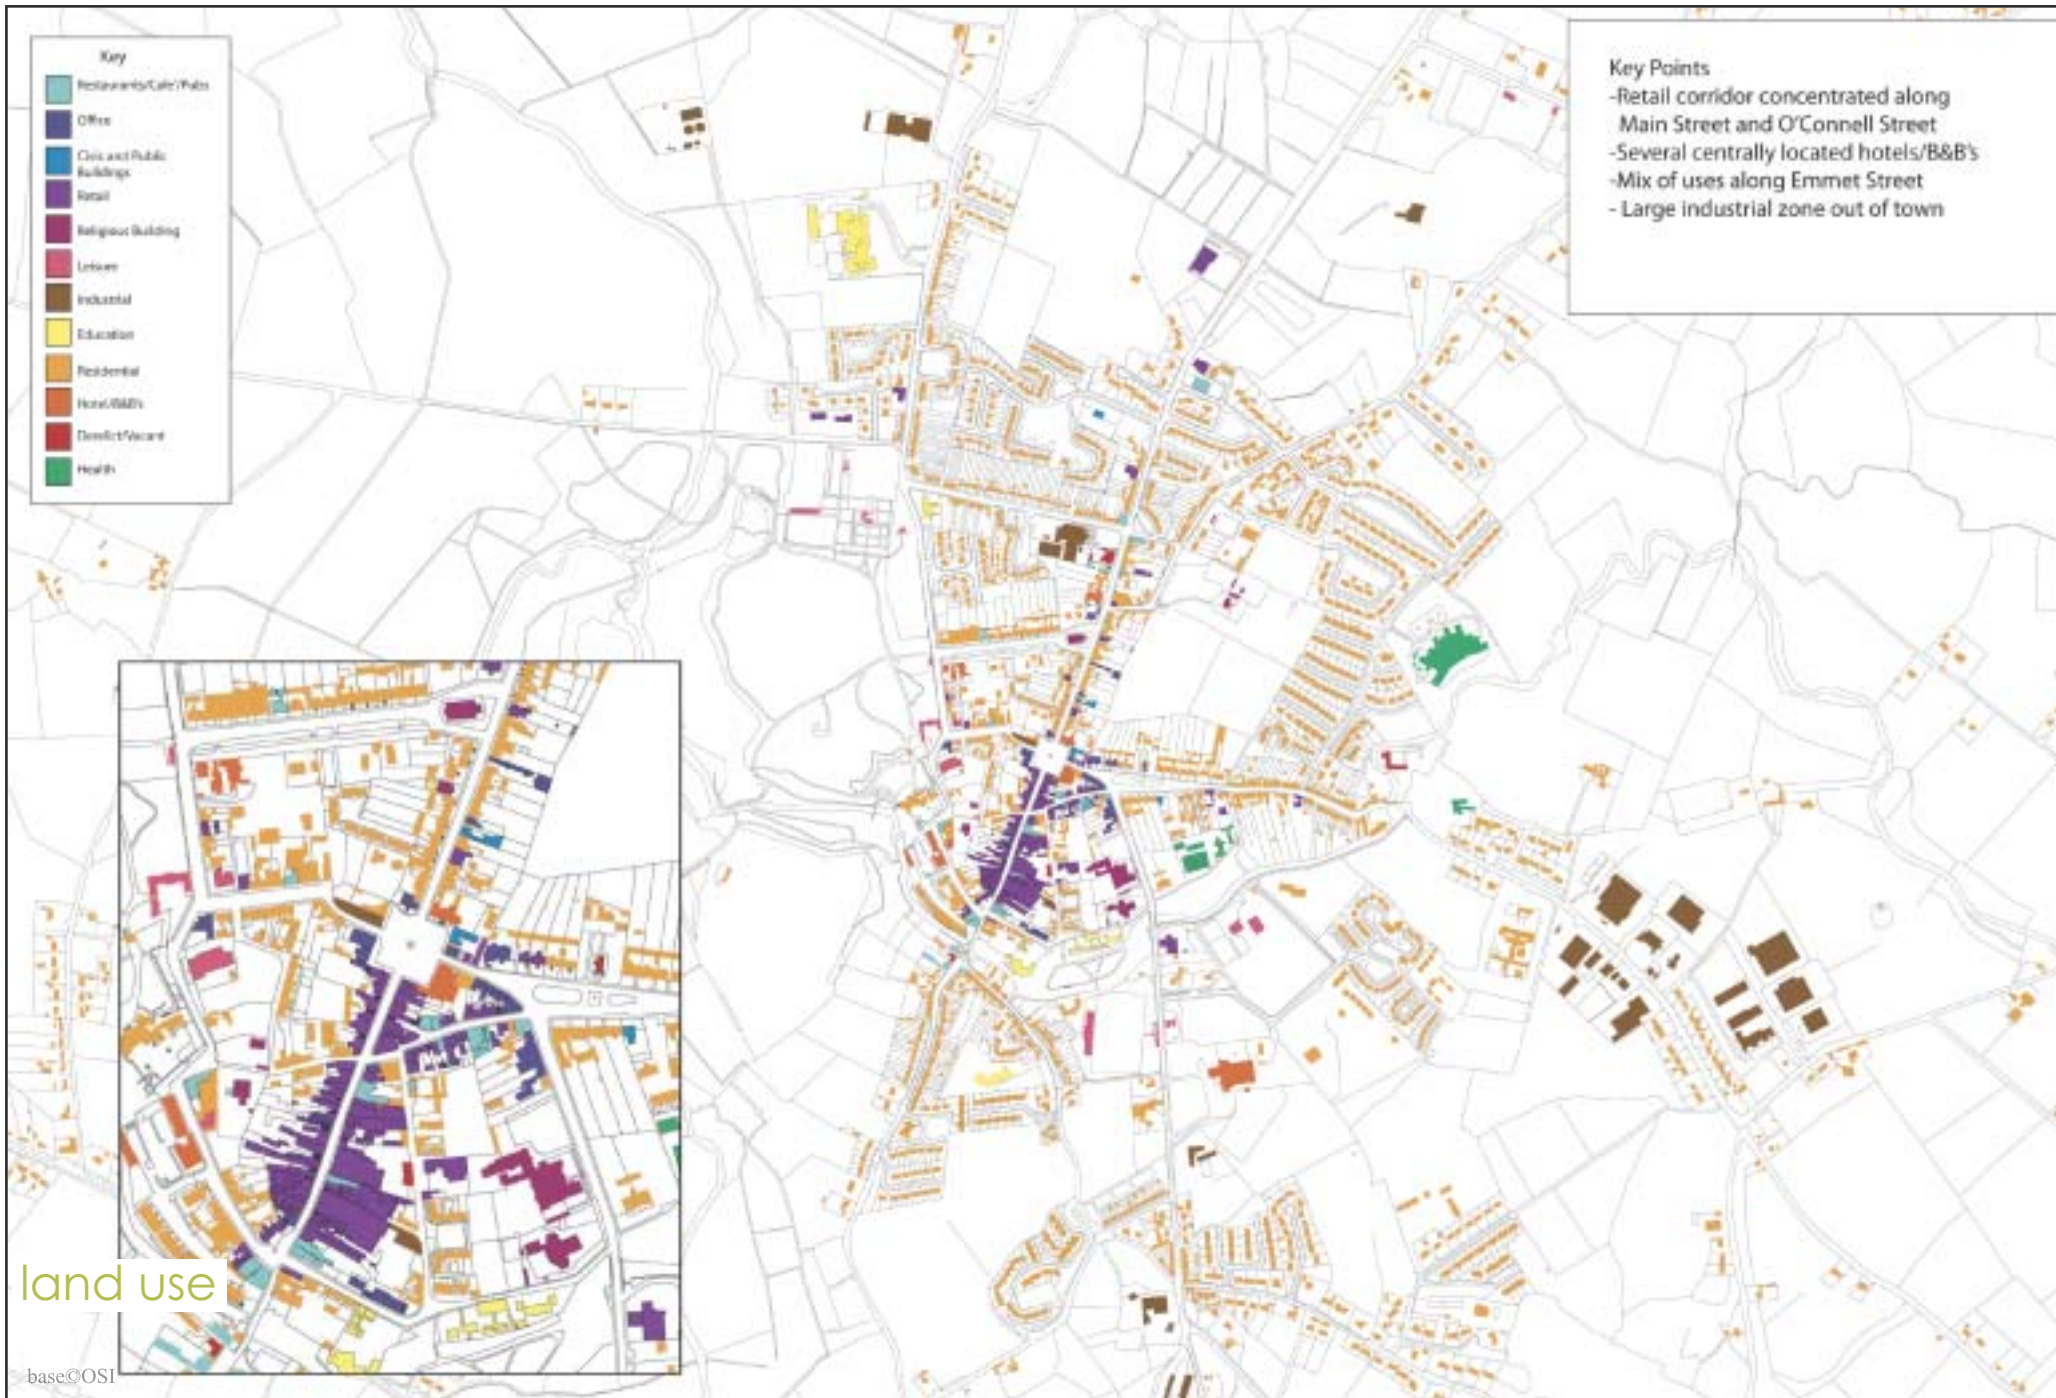 Key
Restaurants/Cafe'/Pubs
Office
Civic and Public
Buildings
Retail
Religious Building
Leisure
Industrial
Education
Residential
Hotel/B&B's
Derelict/Vacant
Health
Key Points
-Retail corridor concentrated along
Main Street and O'Connell Street
-Several centrally located hotels/B&B's
-Mix of uses along Emmet Street
- Large industrial zone out of town
land use
base©OSI